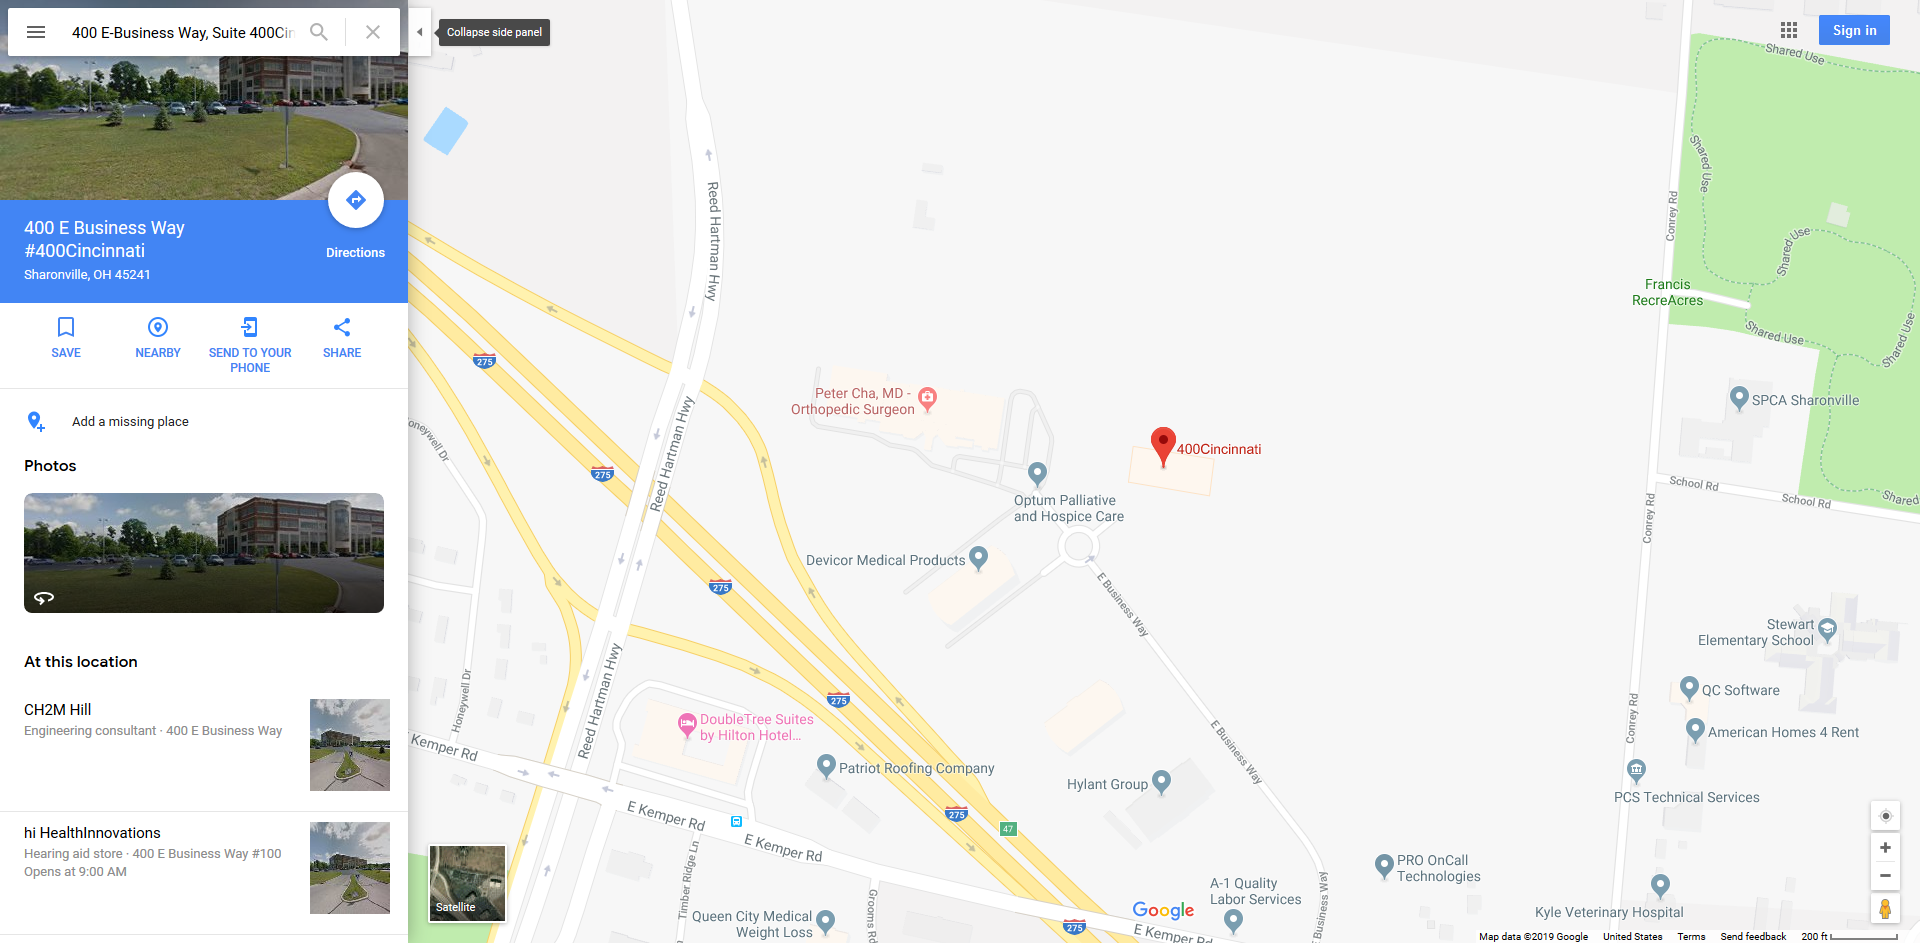 400 E-Business Way, Suite 400Cin
Collapse side panel
Sign in
400 E Business Way
#400Cincinnati
Sharonville, OH 45241
Directions
SAVE
NEARBY
SEND TO YOUR
PHONE
SHARE
Add a missing place
Photos
At this location
CH2M Hill
Engineering consultant · 400 E Business Way
hi HealthInnovations
Hearing aid store · 400 E Business Way #100
Opens at 9:00 AM
Satellite
Reed Hartman Hwy
Reed Hartman Hwy
Reed Hartman Hwy
275
275
275
275
275
275
47
oneywell Dr
Honeywell Dr
Kemper Rd
E Kemper Rd
E Kemper Rd
E Kemper Rd
Timber Ridge Ln
Grooms Rd
Peter Cha, MD -
Orthopedic Surgeon
400Cincinnati
Optum Palliative
and Hospice Care
Devicor Medical Products
E Business Way
E Business Way
Business Way
DoubleTree Suites
by Hilton Hotel...
Patriot Roofing Company
Hylant Group
Queen City Medical
Weight Loss
A-1 Quality
Labor Services
PRO OnCall
Technologies
Kyle Veterinary Hospital
PCS Technical Services
American Homes 4 Rent
QC Software
Stewart
Elementary School
SPCA Sharonville
School Rd
School Rd
Conrey Rd
Conrey Rd
Conrey Rd
Francis
RecreAcres
Shared Use
Shared Use
Shared Use
Shared Use
Shared Use
Shared
Google
Map data ©2019 Google
United States
Terms
Send feedback
200 ft